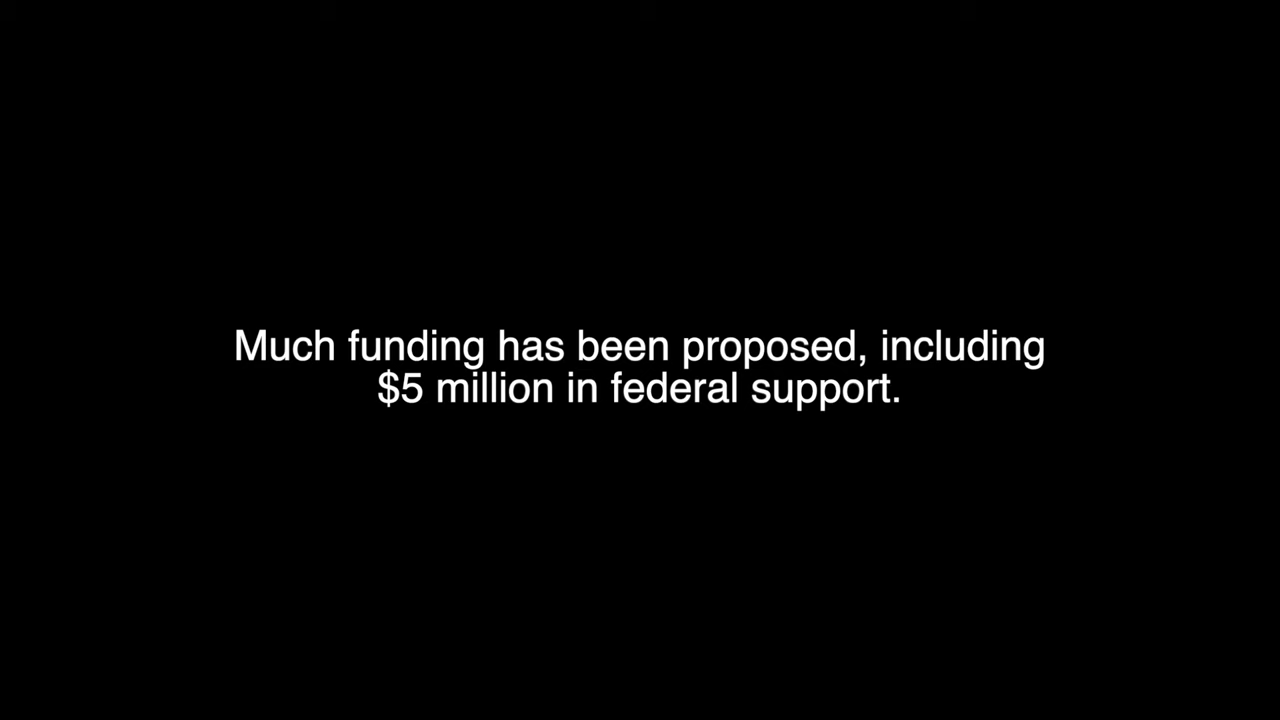 Much funding has been proposed, including
$5 million in federal support.